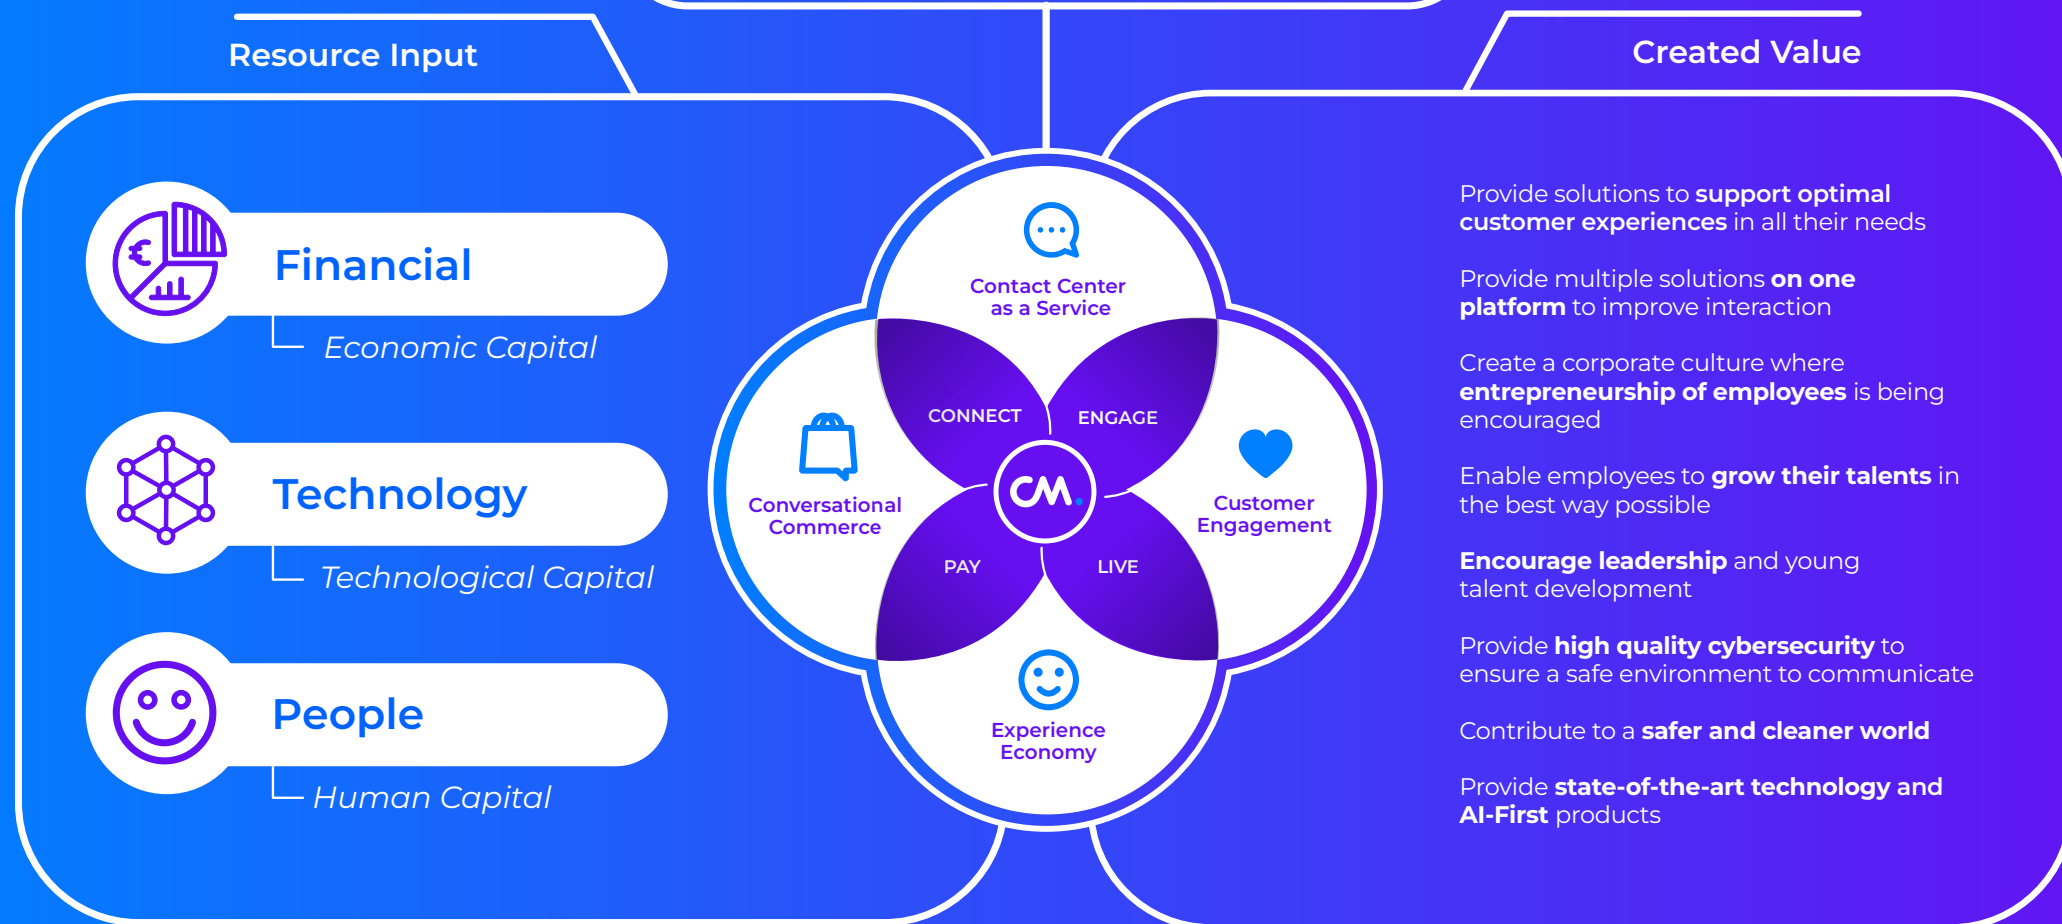 Resource Input
Created Value
Financial
Economic Capital
Technology
Technological Capital
People
Human Capital
Contact Center
as a Service
CONNECT
ENGAGE
Conversational
Commerce
CM.
Customer
Engagement
PAY
LIVE
Experience
Economy
Provide solutions to support optimal
customer experiences in all their needs
Provide multiple solutions on one
platform to improve interaction
Create a corporate culture where
entrepreneurship of employees is being
encouraged
Enable employees to grow their talents in
the best way possible
Encourage leadership and young
talent development
Provide high quality cybersecurity to
ensure a safe environment to communicate
Contribute to a safer and cleaner world
Provide state-of-the-art technology and
AI-First products